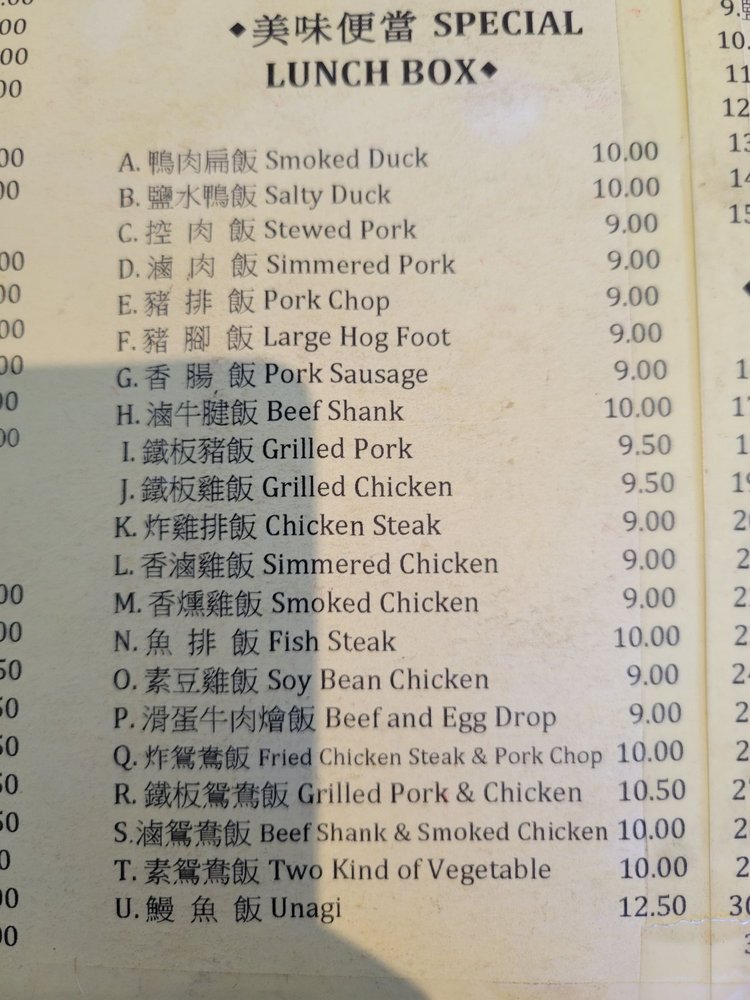 ◆美味便當 SPECIAL
LUNCH BOX◆
A. 鴨肉扁飯 Smoked Duck 10.00
B. 鹽水鴨飯 Salty Duck 10.00
C. 控肉飯 Stewed Pork 9.00
D. 滷肉飯 Simmered Pork 9.00
E. 豬排飯 Pork Chop 9.00
F. 豬腳飯 Large Hog Foot 9.00
G. 香腸飯 Pork Sausage 9.00
H. 滷牛腱飯 Beef Shank 10.00
I. 鐵板豬飯 Grilled Pork 9.50
J. 鐵板雞飯 Grilled Chicken 9.50
K. 炸雞排飯 Chicken Steak 9.00
L. 香滷雞飯 Simmered Chicken 9.00
M. 香燻雞飯 Smoked Chicken 9.00
N. 魚排飯 Fish Steak 10.00
O. 素豆雞飯 Soy Bean Chicken 9.00
P. 滑蛋牛肉燴飯 Beef and Egg Drop 9.00
Q. 炸鴛鴦飯 Fried Chicken Steak & Pork Chop 10.00
R. 鐵板鴛鴦飯 Grilled Pork & Chicken 10.50
S. 滷鴛鴦飯 Beef Shank & Smoked Chicken 10.00
T. 素鴛鴦飯 Two Kind of Vegetable 10.00
U. 鰻魚飯 Unagi 12.50